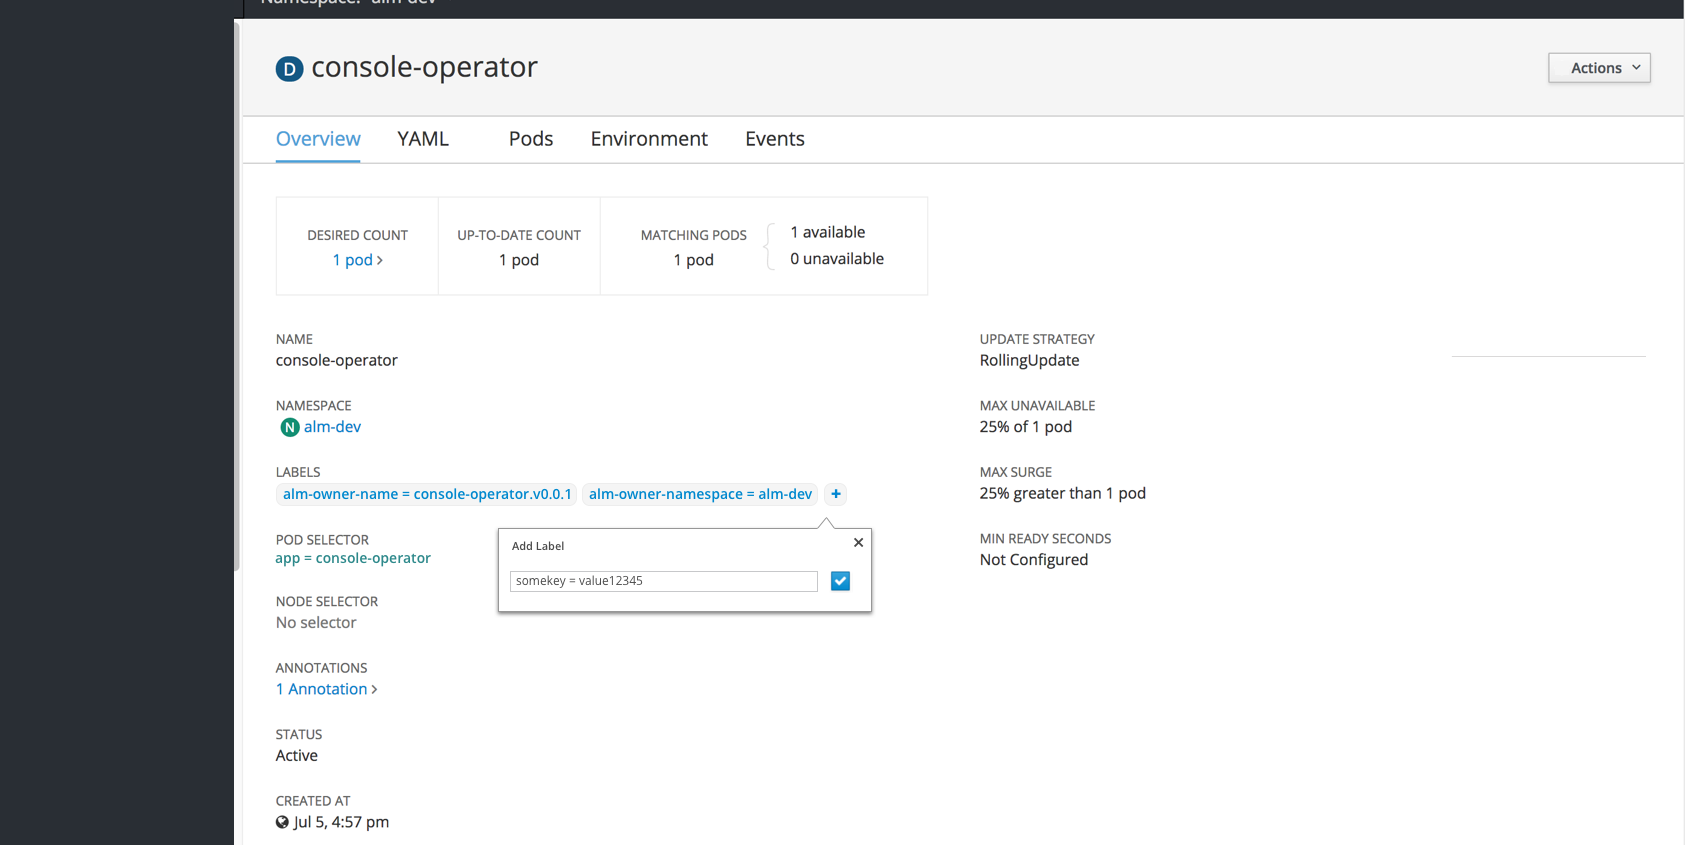 Namespace: alm-dev
D console-operator
Actions
Overview YAML Pods Environment Events
DESIRED COUNT
1 pod
UP-TO-DATE COUNT
1 pod
MATCHING PODS
1 pod
1 available
0 unavailable
NAME
console-operator
NAMESPACE
N alm-dev
LABELS
alm-owner-name = console-operator.v0.0.1 alm-owner-namespace = alm-dev +
Add Label
somekey = value12345
POD SELECTOR
app = console-operator
NODE SELECTOR
No selector
ANNOTATIONS
1 Annotation
STATUS
Active
CREATED AT
Jul 5, 4:57 pm
UPDATE STRATEGY
RollingUpdate
MAX UNAVAILABLE
25% of 1 pod
MAX SURGE
25% greater than 1 pod
MIN READY SECONDS
Not Configured